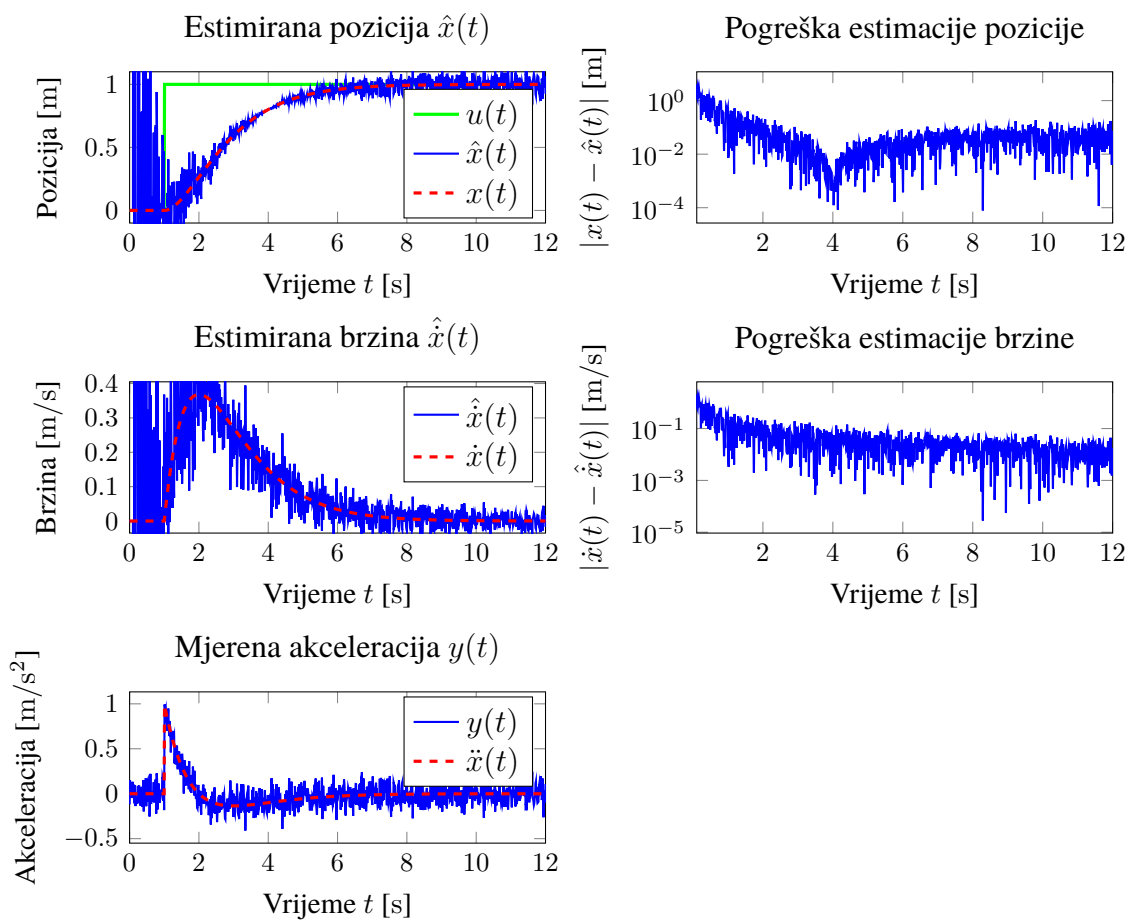 Estimirana pozicija x̂(t)
Pozicija [m]
1
0.5
0
u(t)
x̂(t)
x(t)
0 2 4 6 8 10 12
Vrijeme t [s]
Pogreška estimacije pozicije
|x(t) − x̂(t)| [m]
10^0
10^−2
10^−4
2 4 6 8 10 12
Vrijeme t [s]
Estimirana brzina ẋ̂(t)
Brzina [m/s]
0.4
0.3
0.2
0.1
0
ẋ̂(t)
ẋ(t)
0 2 4 6 8 10 12
Vrijeme t [s]
Pogreška estimacije brzine
|ẋ(t) − ẋ̂(t)| [m/s]
10^−1
10^−3
10^−5
2 4 6 8 10 12
Vrijeme t [s]
Mjerena akceleracija y(t)
Akceleracija [m/s²]
1
0.5
0
−0.5
y(t)
ẍ(t)
0 2 4 6 8 10 12
Vrijeme t [s]